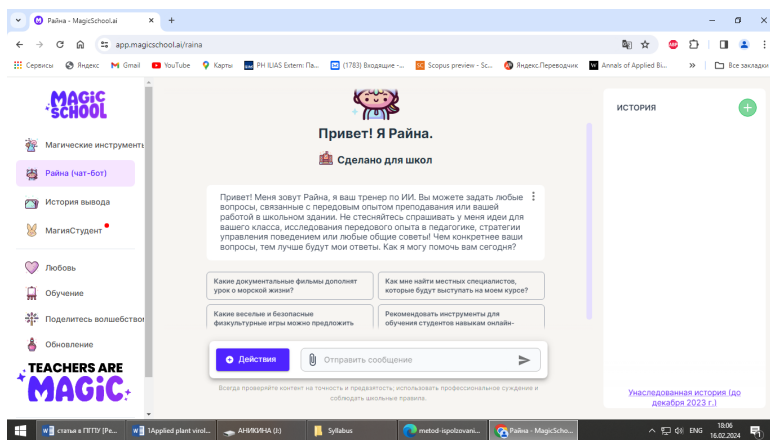 Райна - MagicSchool.ai
app.magicschool.ai/raina
Сервисы Яндекс Gmail YouTube Карты PH ILIAS Extern: Па... (1783) Входящие -... Scopus preview - Sc... Яндекс.Переводчик Annals of Applied Bi... Все закладки
MAGIC
SCHOOL
Магические инструменты
Райна (чат-бот)
История вывода
МагияСтудент
Любовь
Обучение
Поделитесь волшебством
Обновление
TEACHERS ARE
MAGIC
Привет! Я Райна.
Сделано для школ
Привет! Меня зовут Райна, я ваш тренер по ИИ. Вы можете задать любые
вопросы, связанные с передовым опытом преподавания или вашей
работой в школьном здании. Не стесняйтесь спрашивать у меня идеи для
вашего класса, исследования передового опыта в педагогике, стратегии
управления поведением или любые общие советы! Чем конкретнее ваши
вопросы, тем лучше будут мои ответы. Как я могу помочь вам сегодня?
Какие документальные фильмы дополнят
урок о морской жизни?
Как мне найти местных специалистов,
которые будут выступать на моем курсе?
Какие веселые и безопасные
физкультурные игры можно предложить
Рекомендовать инструменты для
обучения студентов навыкам онлайн-
Действия
Отправить сообщение
Всегда проверяйте контент на точность и предвзятость; использовать профессиональное суждение и
соблюдать школьные правила.
ИСТОРИЯ
Унаследованная история (до
декабря 2023 г.)
статья в ПГПУ [Ре... 1Applied plant virol... АНИКИНА (I:) Syllabus metod-ispolzovani... Райна - MagicScho... ENG 18:06
16.02.2024